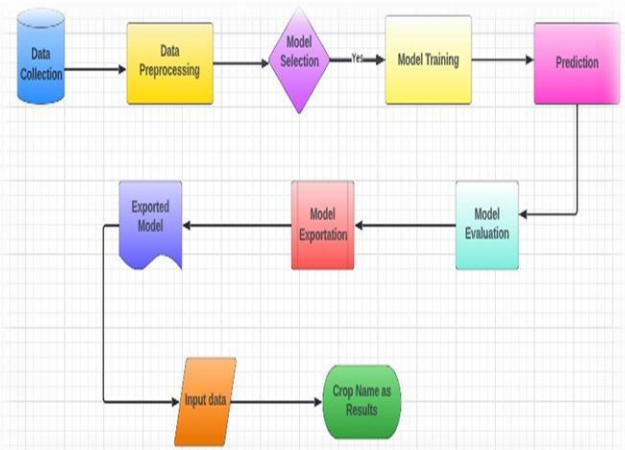 Data
Collection
Data
Preprocessing
Model
Selection
Yes
Model Training
Prediction
Exported
Model
Model
Exportation
Model
Evaluation
Input data
Crop Name as
Results